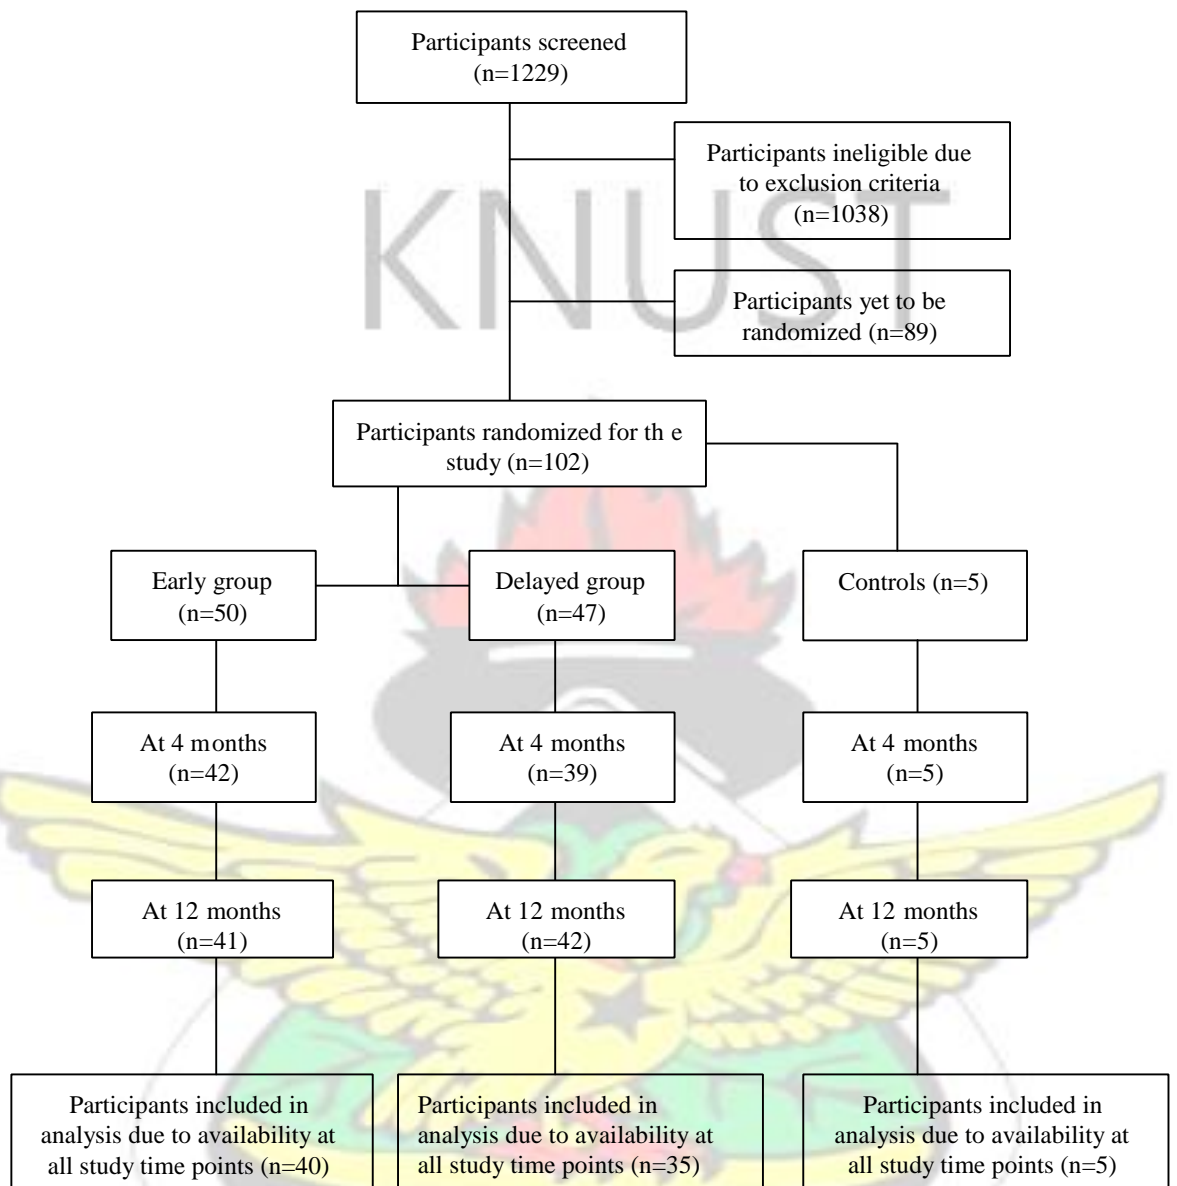 Participants screened
(n=1229)
Participants ineligible due
to exclusion criteria
(n=1038)
KNUST
Participants yet to be
randomized (n=89)
Participants randomized for th e
study (n=102)
Early group
(n=50)
Delayed group
(n=47)
Controls (n=5)
At 4 months
(n=42)
At 4 months
(n=39)
At 4 months
(n=5)
At 12 months
(n=41)
At 12 months
(n=42)
At 12 months
(n=5)
Participants included in
analysis due to availability at
all study time points (n=40)
Participants included in
analysis due to availability at
all study time points (n=35)
Participants included in
analysis due to availability at
all study time points (n=5)